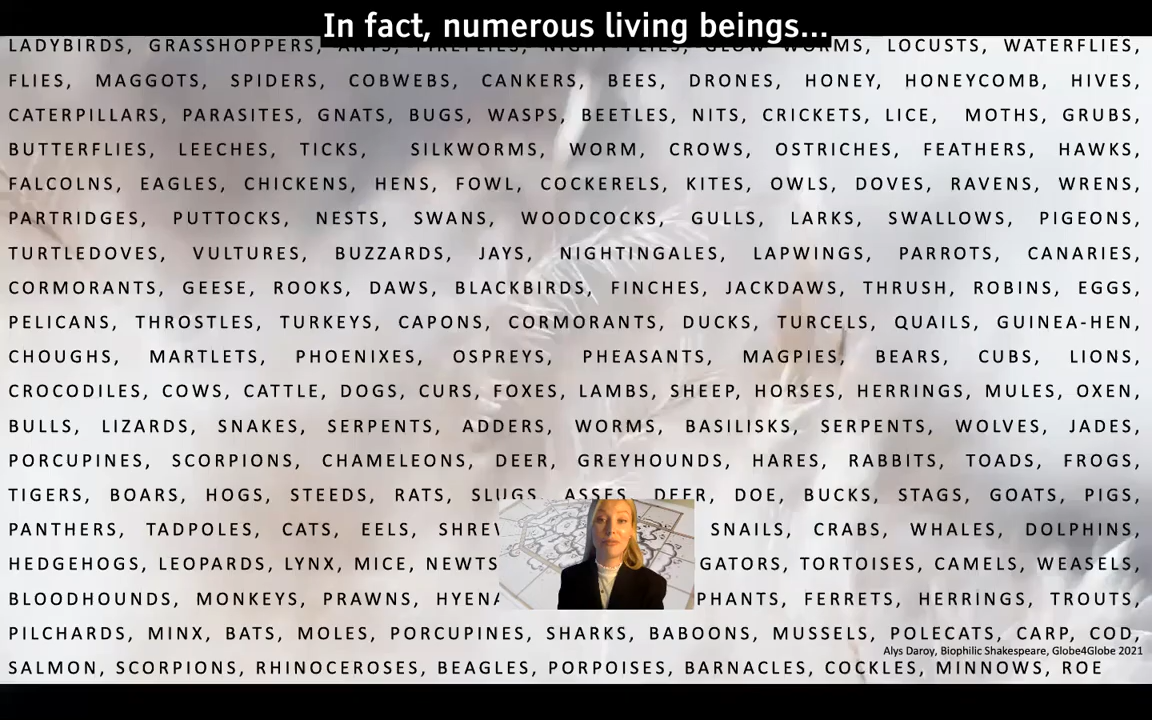 In fact, numerous living beings...
LADYBIRDS, GRASSHOPPERS, ANTS, FIREFLIES, NIGHT FLIES, GLOW-WORMS, LOCUSTS, WATERFLIES,
FLIES, MAGGOTS, SPIDERS, COBWEBS, CANKERS, BEES, DRONES, HONEY, HONEYCOMB, HIVES,
CATERPILLARS, PARASITES, GNATS, BUGS, WASPS, BEETLES, NITS, CRICKETS, LICE, MOTHS, GRUBS,
BUTTERFLIES, LEECHES, TICKS, SILKWORMS, WORM, CROWS, OSTRICHES, FEATHERS, HAWKS,
FALCOLNS, EAGLES, CHICKENS, HENS, FOWL, COCKERELS, KITES, OWLS, DOVES, RAVENS, WRENS,
PARTRIDGES, PUTTOCKS, NESTS, SWANS, WOODCOCKS, GULLS, LARKS, SWALLOWS, PIGEONS,
TURTLEDOVES, VULTURES, BUZZARDS, JAYS, NIGHTINGALES, LAPWINGS, PARROTS, CANARIES,
CORMORANTS, GEESE, ROOKS, DAWS, BLACKBIRDS, FINCHES, JACKDAWS, THRUSH, ROBINS, EGGS,
PELICANS, THROSTLES, TURKEYS, CAPONS, CORMORANTS, DUCKS, TURCELS, QUAILS, GUINEA-HEN,
CHOUGHS, MARTLETS, PHOENIXES, OSPREYS, PHEASANTS, MAGPIES, BEARS, CUBS, LIONS,
CROCODILES, COWS, CATTLE, DOGS, CURS, FOXES, LAMBS, SHEEP, HORSES, HERRINGS, MULES, OXEN,
BULLS, LIZARDS, SNAKES, SERPENTS, ADDERS, WORMS, BASILISKS, SERPENTS, WOLVES, JADES,
PORCUPINES, SCORPIONS, CHAMELEONS, DEER, GREYHOUNDS, HARES, RABBITS, TOADS, FROGS,
TIGERS, BOARS, HOGS, STEEDS, RATS, SLUGS, ASSES, DEER, DOE, BUCKS, STAGS, GOATS, PIGS,
PANTHERS, TADPOLES, CATS, EELS, SHREW SNAILS, CRABS, WHALES, DOLPHINS,
HEDGEHOGS, LEOPARDS, LYNX, MICE, NEWTS GATORS, TORTOISES, CAMELS, WEASELS,
BLOODHOUNDS, MONKEYS, PRAWNS, HYENA PHANTS, FERRETS, HERRINGS, TROUTS,
PILCHARDS, MINX, BATS, MOLES, PORCUPINES, SHARKS, BABOONS, MUSSELS, POLECATS, CARP, COD,
Alys Daroy, Biophilic Shakespeare, Globe4Globe 2021
SALMON, SCORPIONS, RHINOCEROSES, BEAGLES, PORPOISES, BARNACLES, COCKLES, MINNOWS, ROE